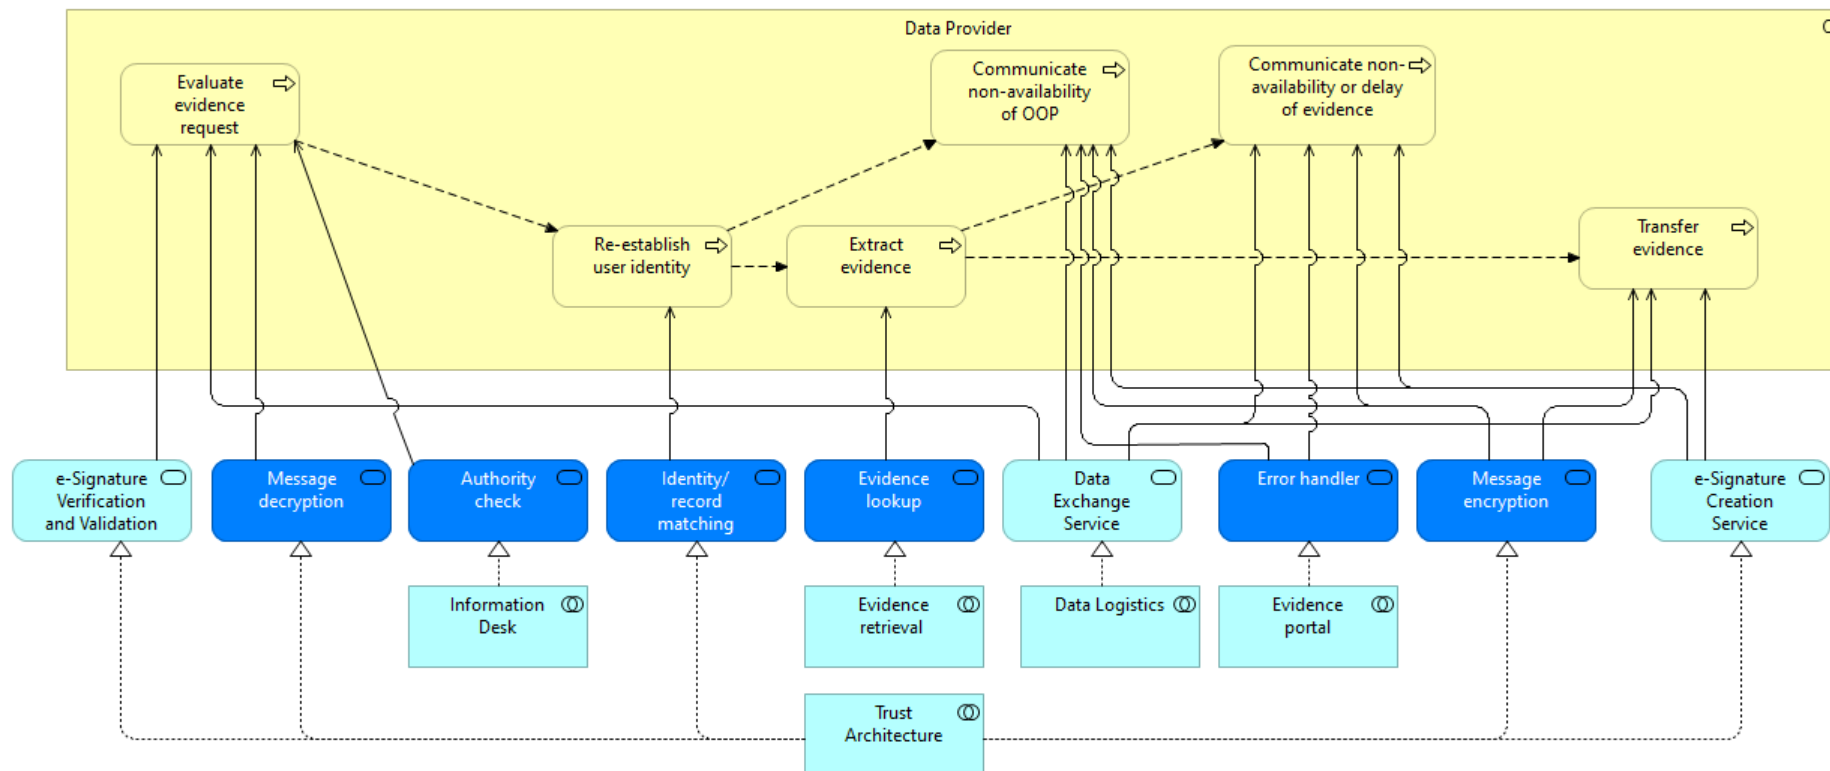 Data Provider
Evaluate
evidence
request
Communicate
non-availability
of OOP
Communicate non-
availability or delay
of evidence
Re-establish
user identity
Extract
evidence
Transfer
evidence
e-Signature
Verification
and Validation
Message
decryption
Authority
check
Identity/
record
matching
Evidence
lookup
Data
Exchange
Service
Error handler
Message
encryption
e-Signature
Creation
Service
Information
Desk
Evidence
retrieval
Data Logistics
Evidence
portal
Trust
Architecture